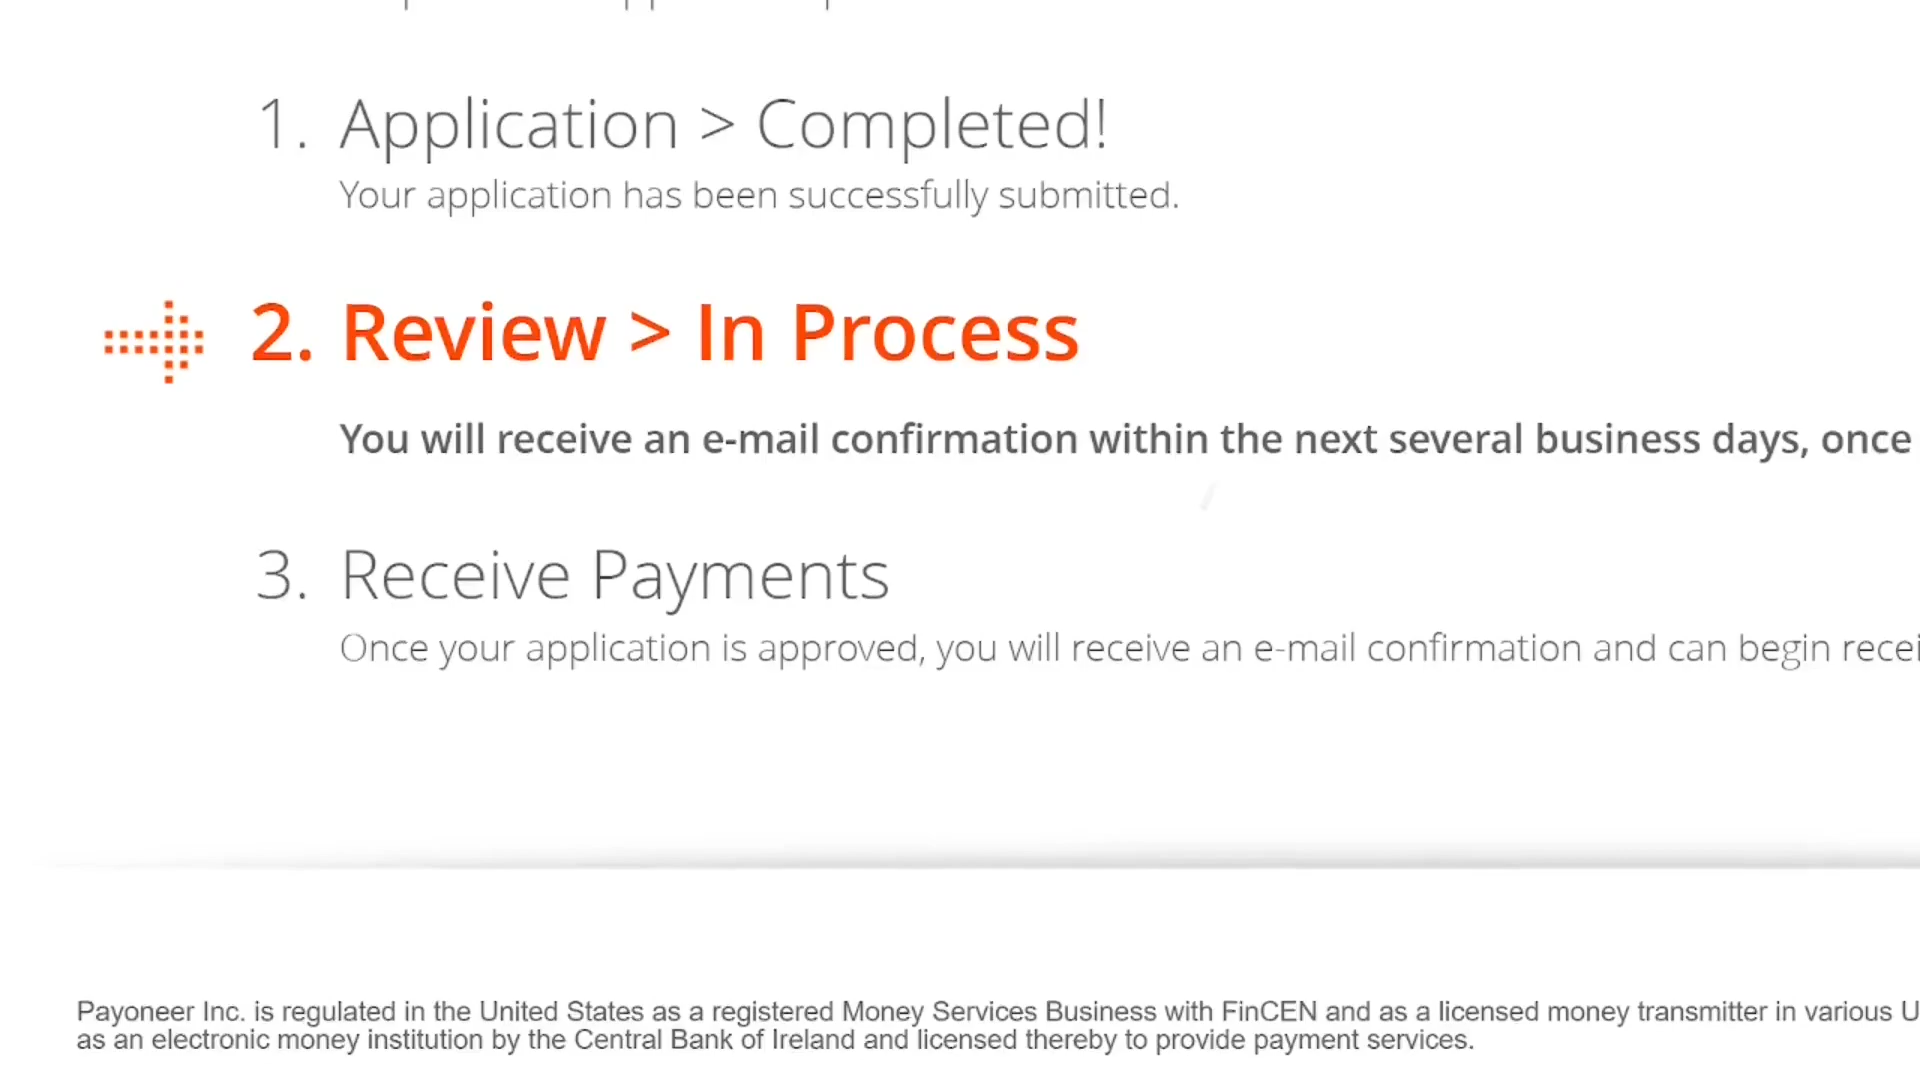 1. Application > Completed!
Your application has been successfully submitted.
2. Review > In Process
You will receive an e-mail confirmation within the next several business days, once
3. Receive Payments
Once your application is approved, you will receive an e-mail confirmation and can begin
Payoneer Inc. is regulated in the United States as a registered Money Services Business with FinCEN and as a licensed money transmitter in various
as an electronic money institution by the Central Bank of Ireland and licensed thereby to provide payment services.